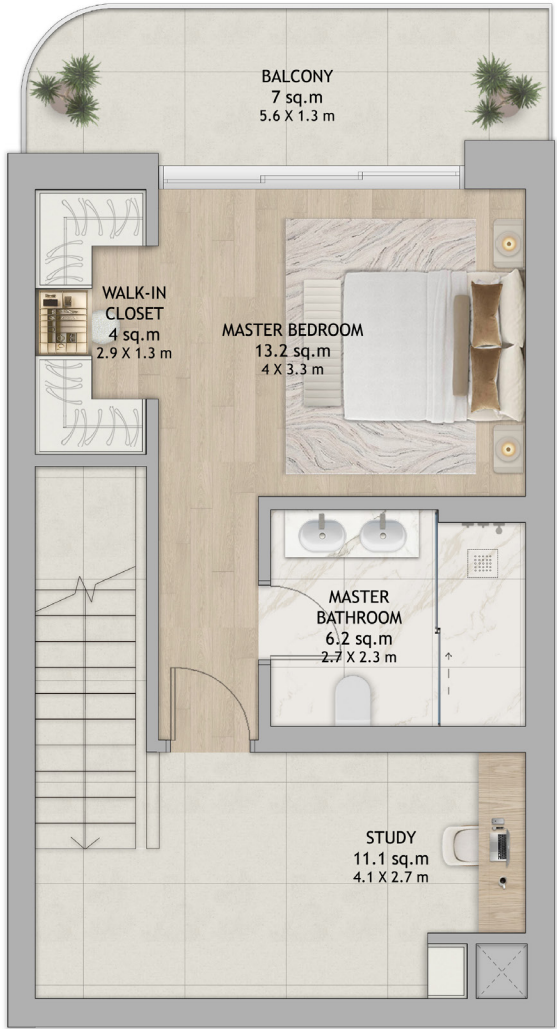 BALCONY
7 sq.m
5.6 X 1.3 m
WALK-IN
CLOSET
4 sq.m
2.9 X 1.3 m
MASTER BEDROOM
13.2 sq.m
4 X 3.3 m
MASTER
BATHROOM
6.2 sq.m
2.7 X 2.3 m
STUDY
11.1 sq.m
4.1 X 2.7 m